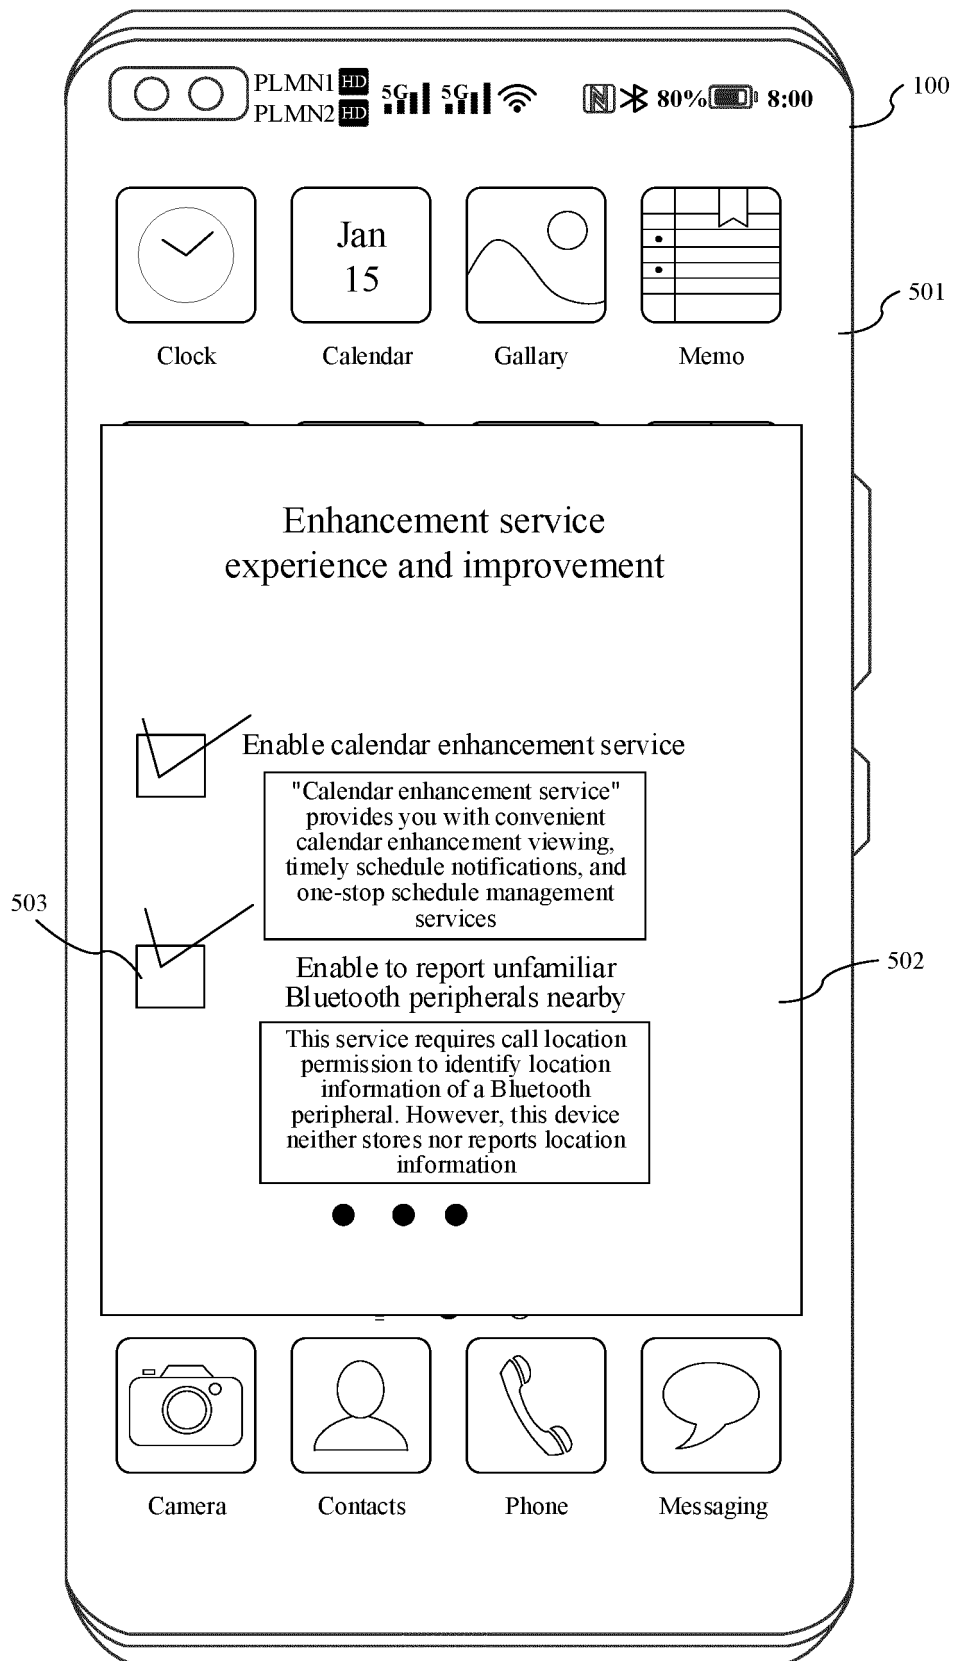 PLMN1 HD
PLMN2 HD
5G 5G 80% 8:00
100
Jan
15
501
Clock Calendar Gallary Memo
Enhancement service
experience and improvement
Enable calendar enhancement service
"Calendar enhancement service"
provides you with convenient
calendar enhancement viewing,
timely schedule notifications, and
one-stop schedule management
services
503
Enable to report unfamiliar
Bluetooth peripherals nearby
502
This service requires call location
permission to identify location
information of a Bluetooth
peripheral. However, this device
neither stores nor reports location
information
Camera Contacts Phone Messaging